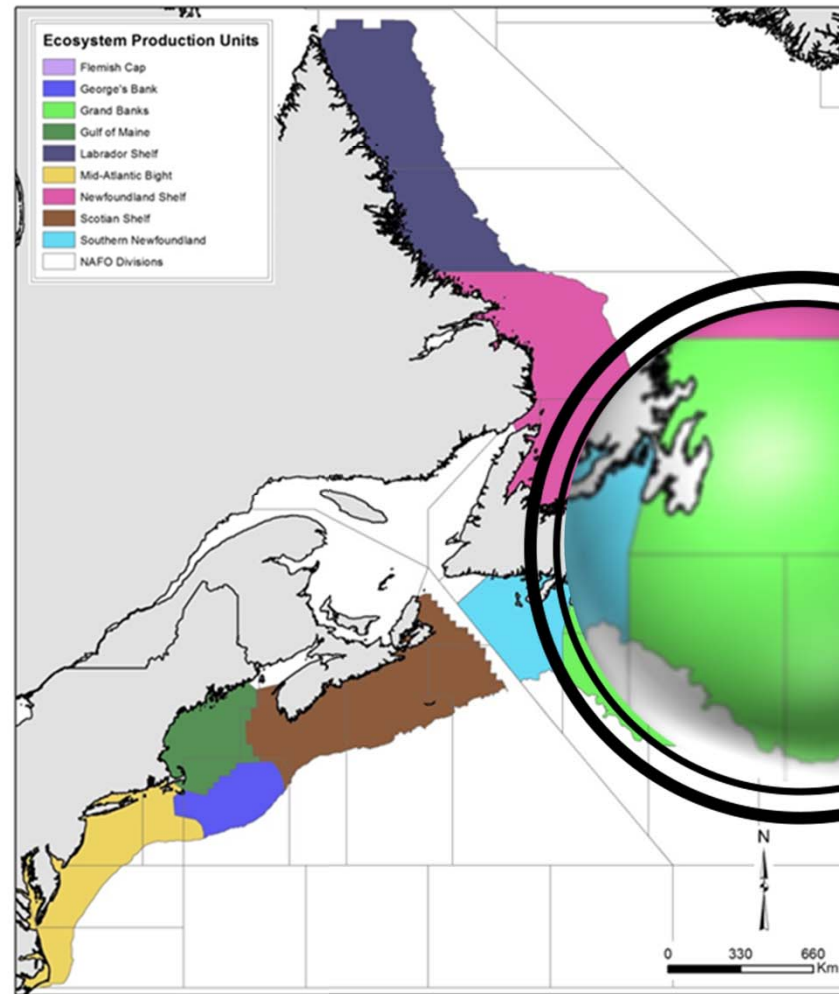 Ecosystem Production Units
Flemish Cap
George's Bank
Grand Banks
Gulf of Maine
Labrador Shelf
Mid-Atlantic Bight
Newfoundland Shelf
Scotian Shelf
Southern Newfoundland
NAFO Divisions
N
0 330 660
Km